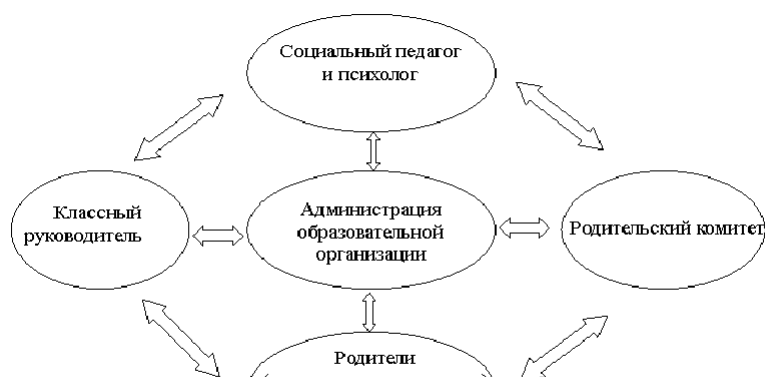 Социальный педагог
и психолог
Классный
руководитель
Администрация
образовательной
организации
Родительский комитет
Родители